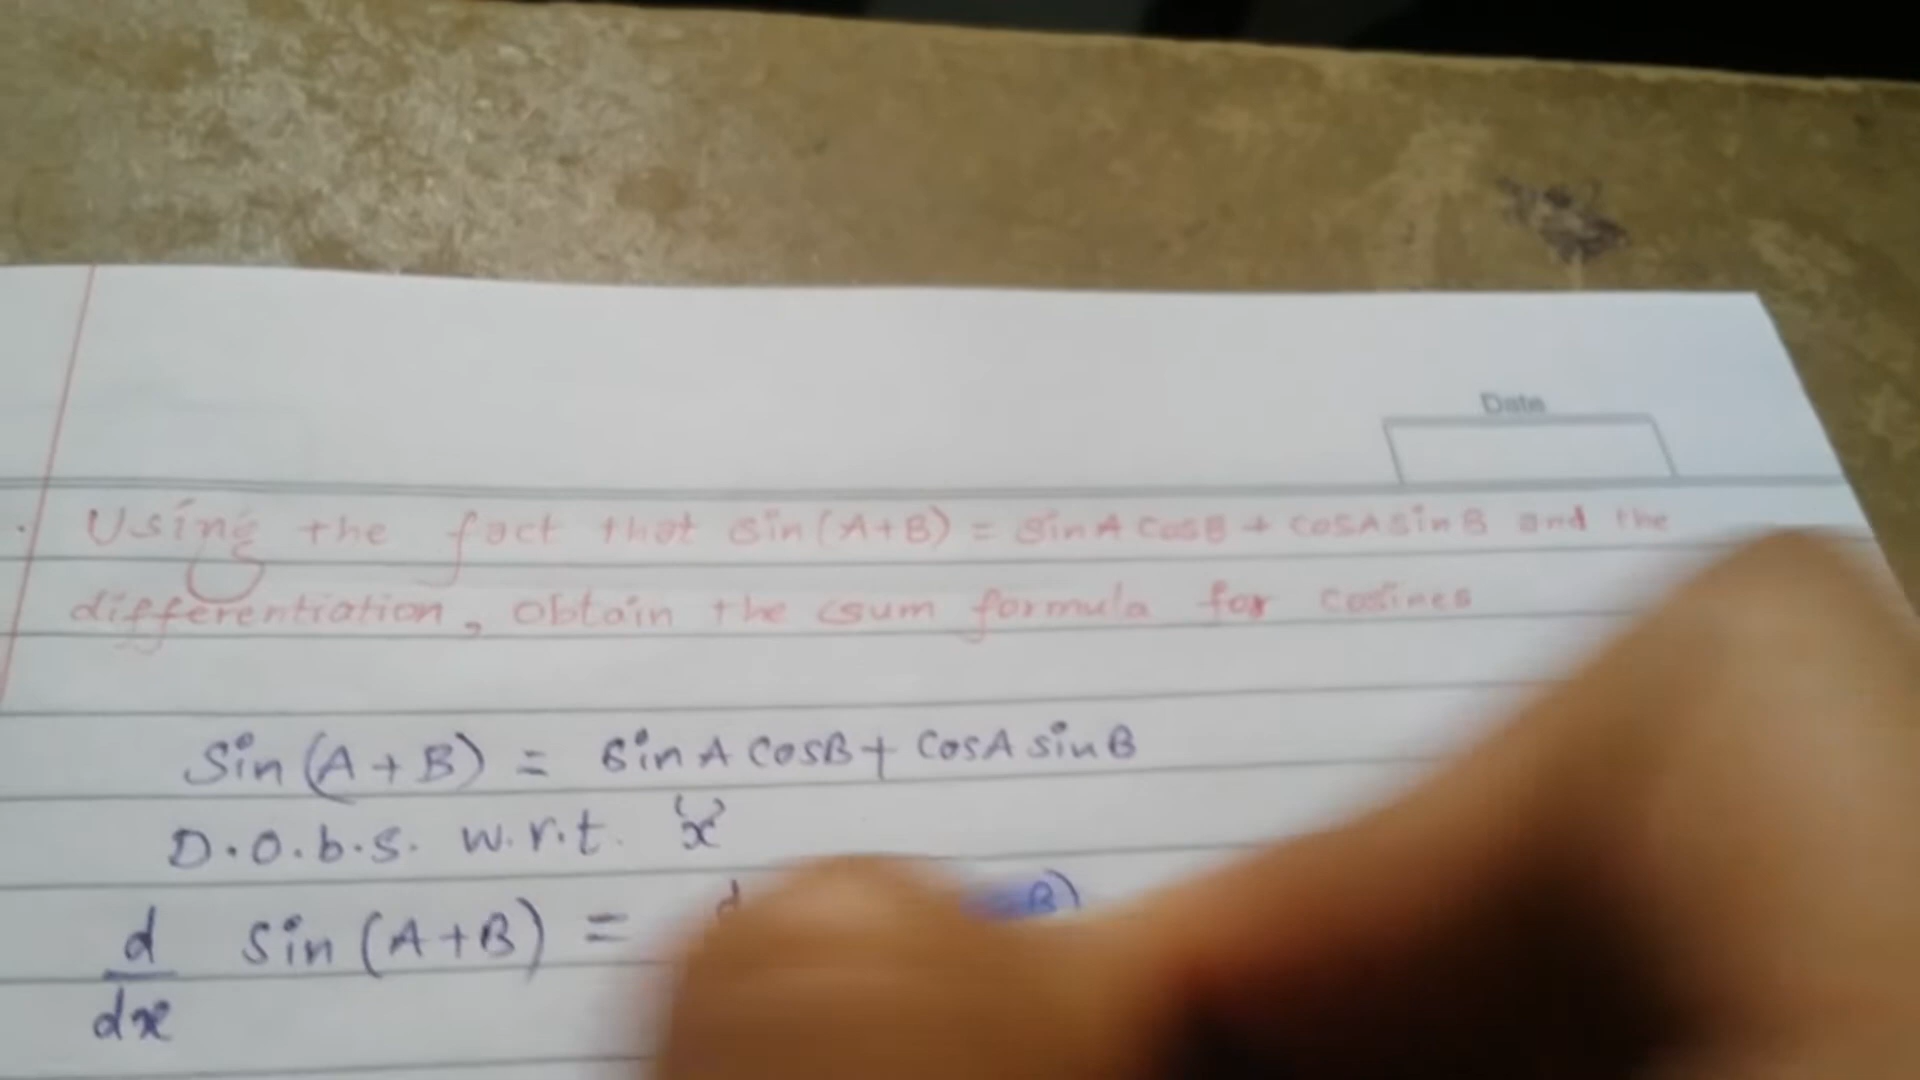 Date
Using the fact that sin(A+B) = sinA cosB + cosA sinB and the
differentiation, obtain the sum formula for cosines
Sin(A+B) = sinA cosB + cosA sinB
D.O.b.s. w.r.t. 'x'
d/dx sin(A+B) = d B)